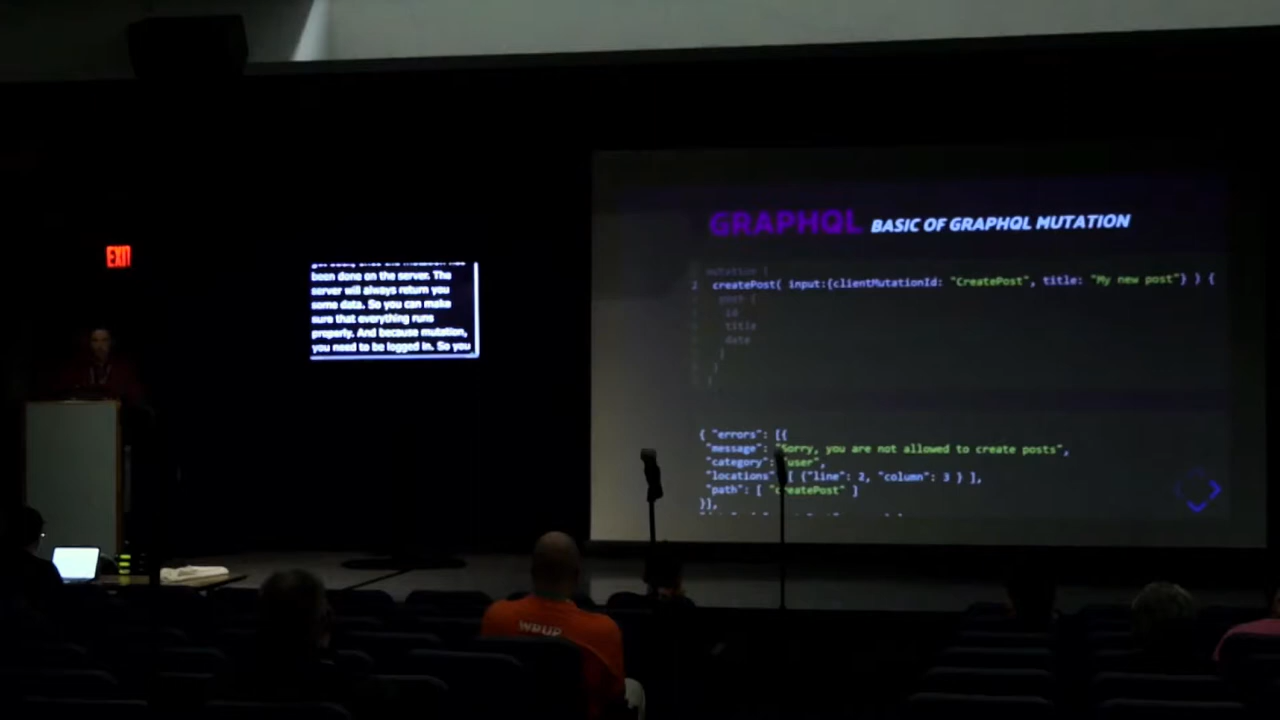 EXIT
been done on the server. The
server will always return you
some data. So you can make
sure that everything runs
properly. And because mutation,
you need to be logged in. So you
GRAPHQL BASIC OF GRAPHQL MUTATION
mutation {
2 createPost( input:{clientMutationId: "CreatePost", title: "My new post"} ) {
post {
id
title
date
}
}
}
{ "errors": [{
"message": "Sorry, you are not allowed to create posts",
"category": "user",
"locations": [ {"line": 2, "column": 3 } ],
"path": [ "createPost" ]
}],
WPUP